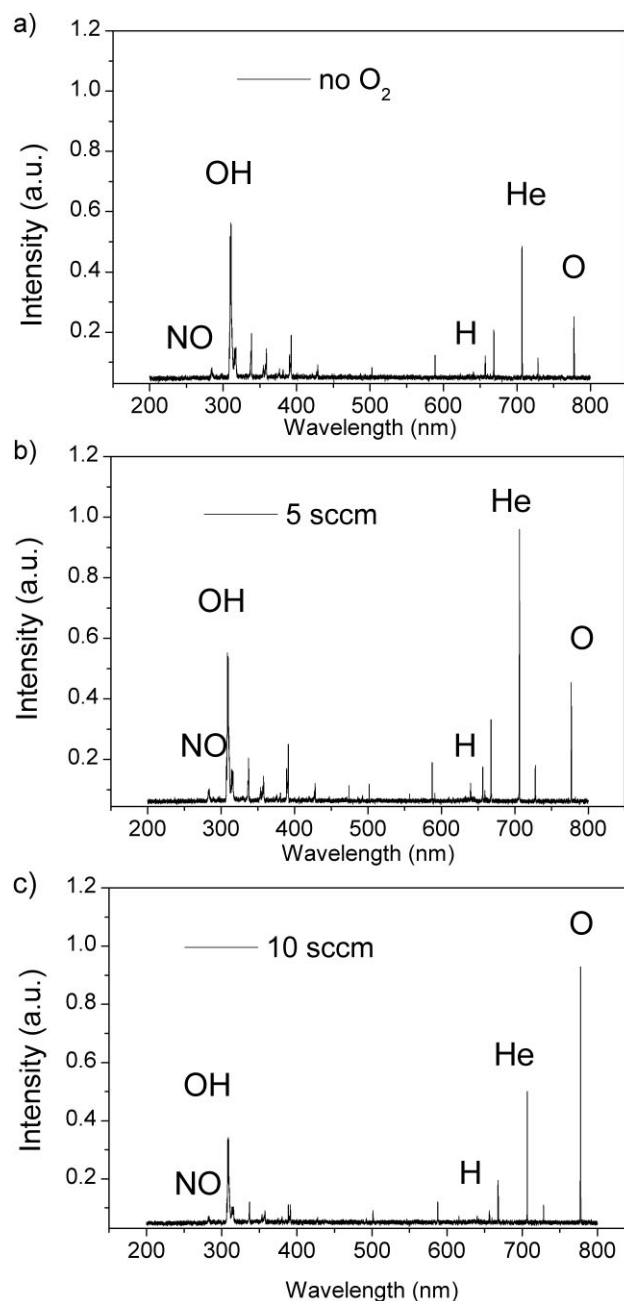 a)
1.2
1.0
0.8
0.6
0.4
0.2
Intensity (a.u.)
no O₂
OH
NO
He
H
O
200 300 400 500 600 700 800
Wavelength (nm)
b)
1.2
1.0
0.8
0.6
0.4
0.2
Intensity (a.u.)
5 sccm
He
OH
O
NO
H
200 300 400 500 600 700 800
Wavelength (nm)
c)
1.2
1.0
0.8
0.6
0.4
0.2
Intensity (a.u.)
10 sccm
O
He
OH
NO
H
200 300 400 500 600 700 800
Wavelength (nm)